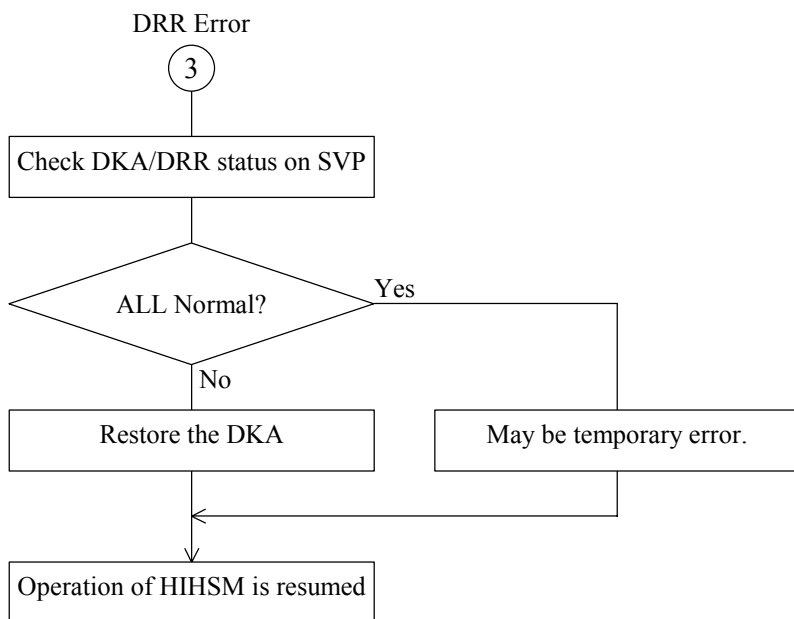 DRR Error
3
Check DKA/DRR status on SVP
ALL Normal?
Yes
No
Restore the DKA
May be temporary error.
Operation of HIHSM is resumed